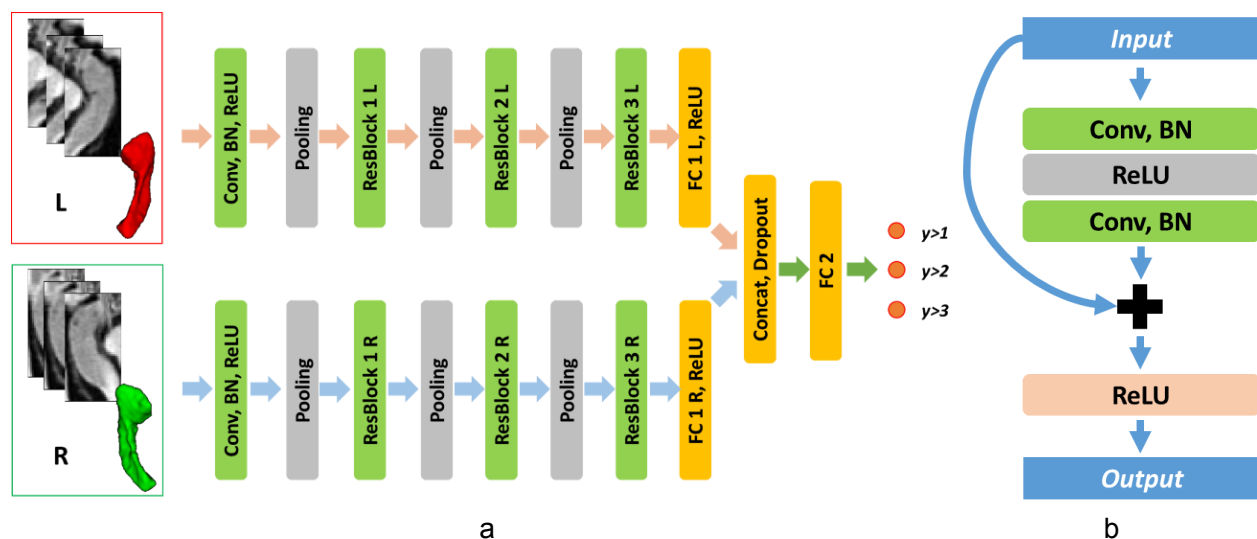 L
Conv, BN, ReLU
Pooling
ResBlock 1 L
Pooling
ResBlock 2 L
Pooling
ResBlock 3 L
FC 1 L, ReLU
R
Conv, BN, ReLU
Pooling
ResBlock 1 R
Pooling
ResBlock 2 R
Pooling
ResBlock 3 R
FC 1 R, ReLU
Concat, Dropout
FC 2
y>1
y>2
y>3
a
Input
Conv, BN
ReLU
Conv, BN
ReLU
Output
b